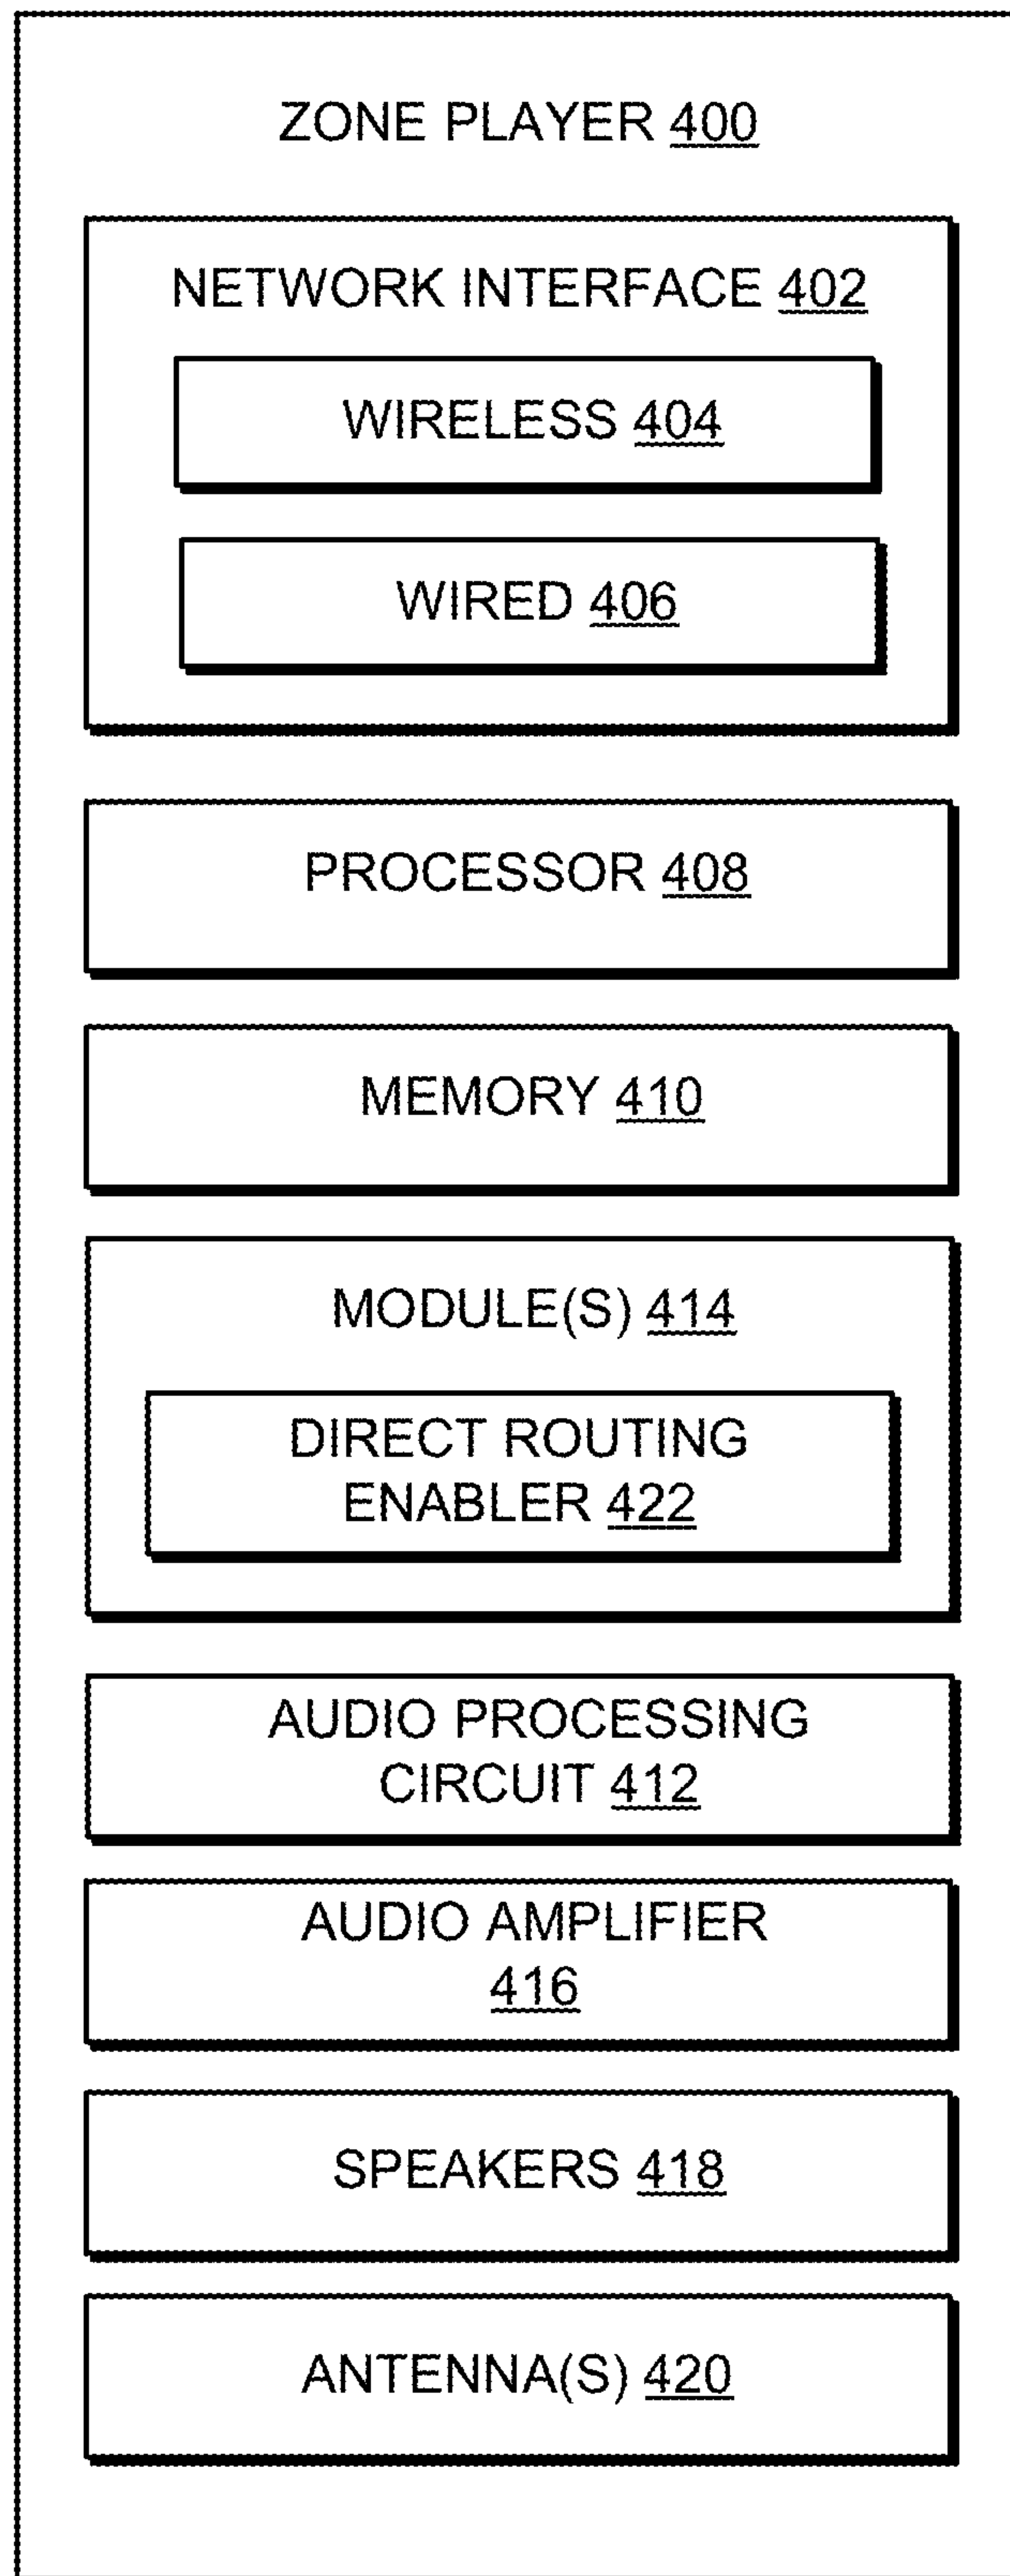 ZONE PLAYER 400
NETWORK INTERFACE 402
WIRELESS 404
WIRED 406
PROCESSOR 408
MEMORY 410
MODULE(S) 414
DIRECT ROUTING
ENABLER 422
AUDIO PROCESSING
CIRCUIT 412
AUDIO AMPLIFIER
416
SPEAKERS 418
ANTENNA(S) 420